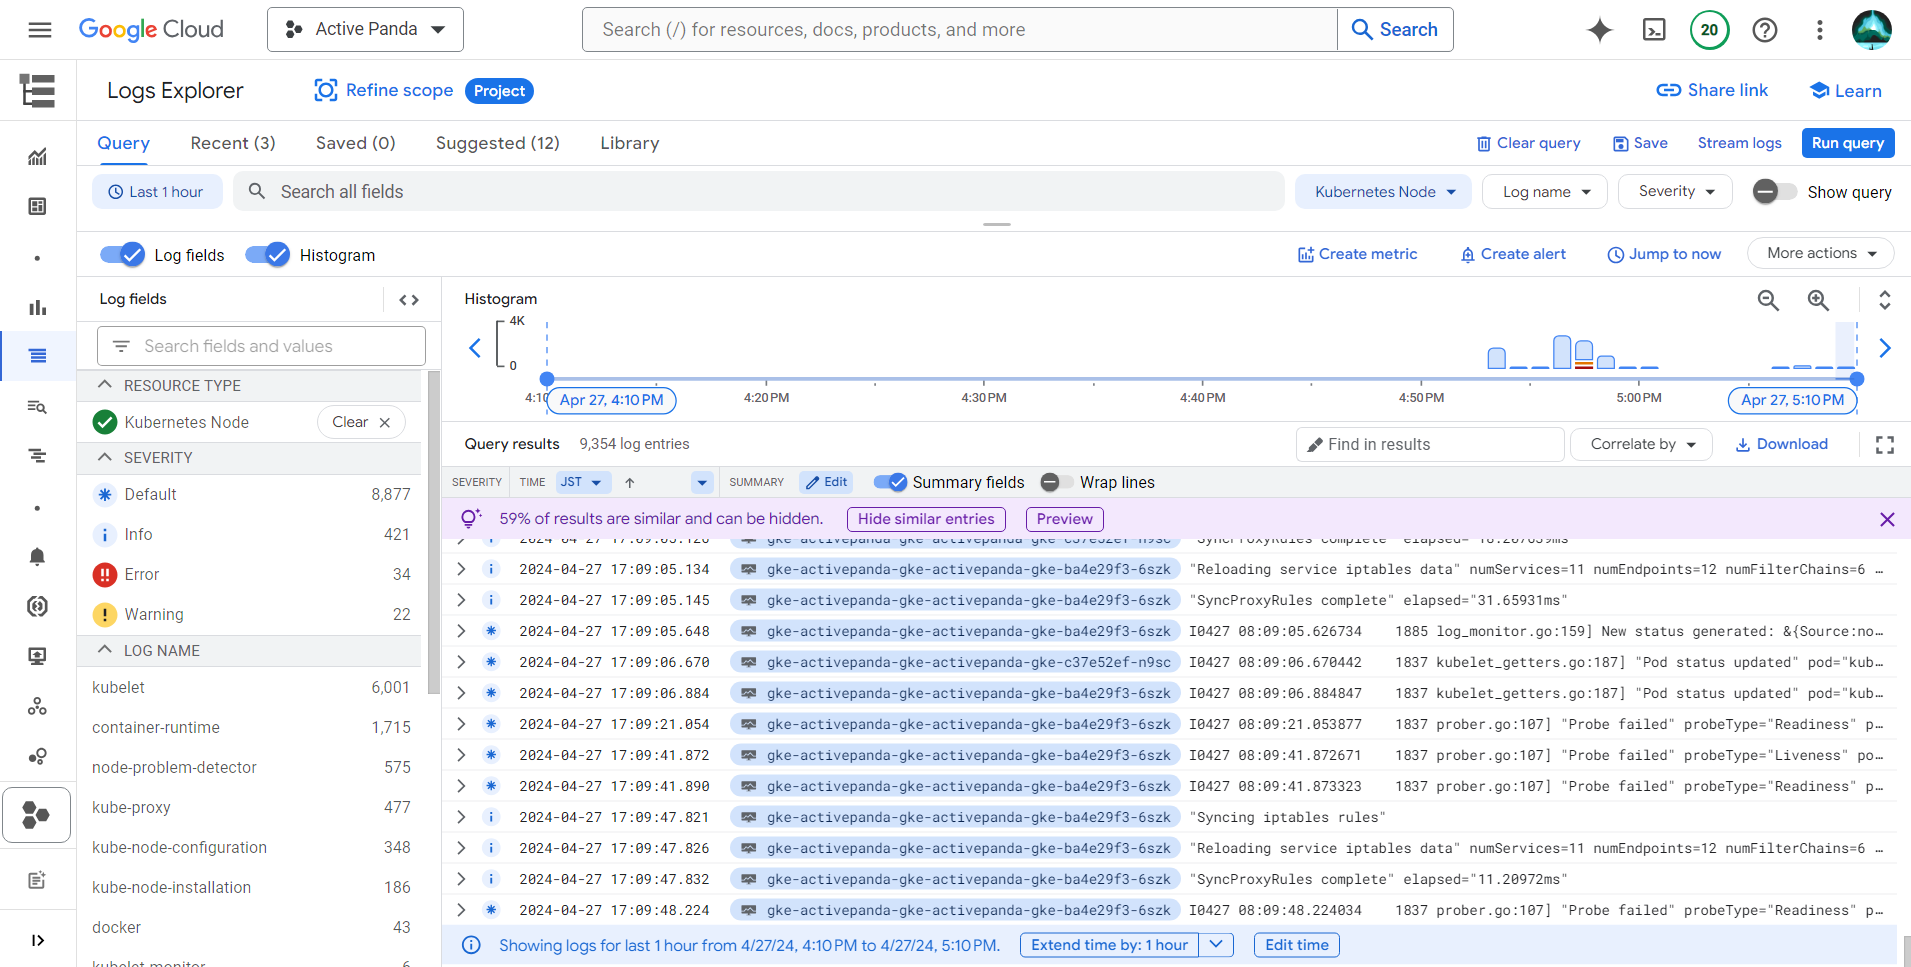 Google Cloud
Active Panda
Search (/) for resources, docs, products, and more
Search
20
Logs Explorer
Refine scope
Project
Share link
Learn
Query
Recent (3)
Saved (0)
Suggested (12)
Library
Clear query
Save
Stream logs
Run query
Last 1 hour
Search all fields
Kubernetes Node
Log name
Severity
Show query
Log fields
Histogram
Create metric
Create alert
Jump to now
More actions
Log fields
Search fields and values
RESOURCE TYPE
Kubernetes Node
Clear
SEVERITY
Default 8,877
Info 421
Error 34
Warning 22
LOG NAME
kubelet 6,001
container-runtime 1,715
node-problem-detector 575
kube-proxy 477
kube-node-configuration 348
kube-node-installation 186
docker 43
kubelet-monitor 6
Histogram
4K
0
4:10
Apr 27, 4:10 PM
4:20 PM
4:30 PM
4:40 PM
4:50 PM
5:00 PM
Apr 27, 5:10 PM
Query results 9,354 log entries
Find in results
Correlate by
Download
SEVERITY TIME JST SUMMARY Edit Summary fields Wrap lines
59% of results are similar and can be hidden. Hide similar entries Preview
2024-04-27 17:09:05.126 gke-activepanda-gke-activepanda-gke-c37e52ef-n9sc "SyncProxyRules complete" elapsed="18.207639ms"
2024-04-27 17:09:05.134 gke-activepanda-gke-activepanda-gke-ba4e29f3-6szk "Reloading service iptables data" numServices=11 numEndpoints=12 numFilterChains=6 …
2024-04-27 17:09:05.145 gke-activepanda-gke-activepanda-gke-ba4e29f3-6szk "SyncProxyRules complete" elapsed="31.65931ms"
2024-04-27 17:09:05.648 gke-activepanda-gke-activepanda-gke-ba4e29f3-6szk I0427 08:09:05.626734 1885 log_monitor.go:159] New status generated: &{Source:no…
2024-04-27 17:09:06.670 gke-activepanda-gke-activepanda-gke-c37e52ef-n9sc I0427 08:09:06.670442 1837 kubelet_getters.go:187] "Pod status updated" pod="kub…
2024-04-27 17:09:06.884 gke-activepanda-gke-activepanda-gke-ba4e29f3-6szk I0427 08:09:06.884847 1837 kubelet_getters.go:187] "Pod status updated" pod="kub…
2024-04-27 17:09:21.054 gke-activepanda-gke-activepanda-gke-ba4e29f3-6szk I0427 08:09:21.053877 1837 prober.go:107] "Probe failed" probeType="Readiness" p…
2024-04-27 17:09:41.872 gke-activepanda-gke-activepanda-gke-ba4e29f3-6szk I0427 08:09:41.872671 1837 prober.go:107] "Probe failed" probeType="Liveness" po…
2024-04-27 17:09:41.890 gke-activepanda-gke-activepanda-gke-ba4e29f3-6szk I0427 08:09:41.873323 1837 prober.go:107] "Probe failed" probeType="Readiness" p…
2024-04-27 17:09:47.821 gke-activepanda-gke-activepanda-gke-ba4e29f3-6szk "Syncing iptables rules"
2024-04-27 17:09:47.826 gke-activepanda-gke-activepanda-gke-ba4e29f3-6szk "Reloading service iptables data" numServices=11 numEndpoints=12 numFilterChains=6 …
2024-04-27 17:09:47.832 gke-activepanda-gke-activepanda-gke-ba4e29f3-6szk "SyncProxyRules complete" elapsed="11.20972ms"
2024-04-27 17:09:48.224 gke-activepanda-gke-activepanda-gke-ba4e29f3-6szk I0427 08:09:48.224034 1837 prober.go:107] "Probe failed" probeType="Readiness" p…
Showing logs for last 1 hour from 4/27/24, 4:10 PM to 4/27/24, 5:10 PM. Extend time by: 1 hour Edit time